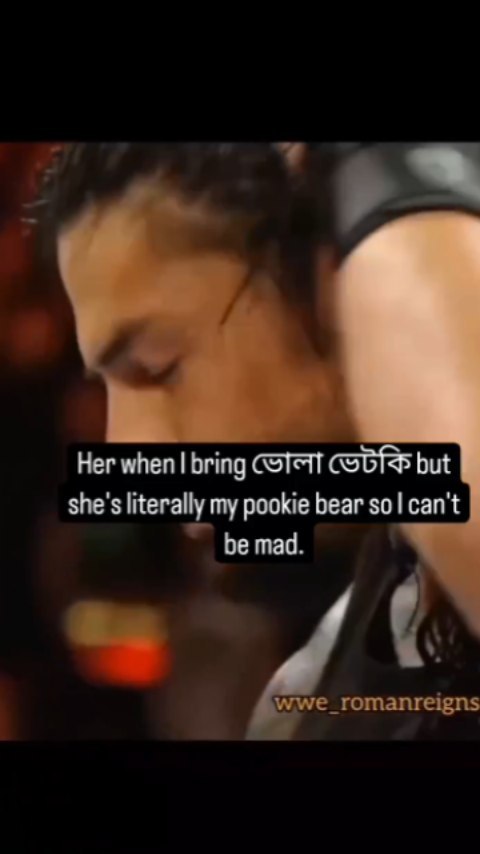 Her when I bring ভোলা ভেটকি but
she's literally my pookie bear so I can't
be mad.
wwe_romanreigns